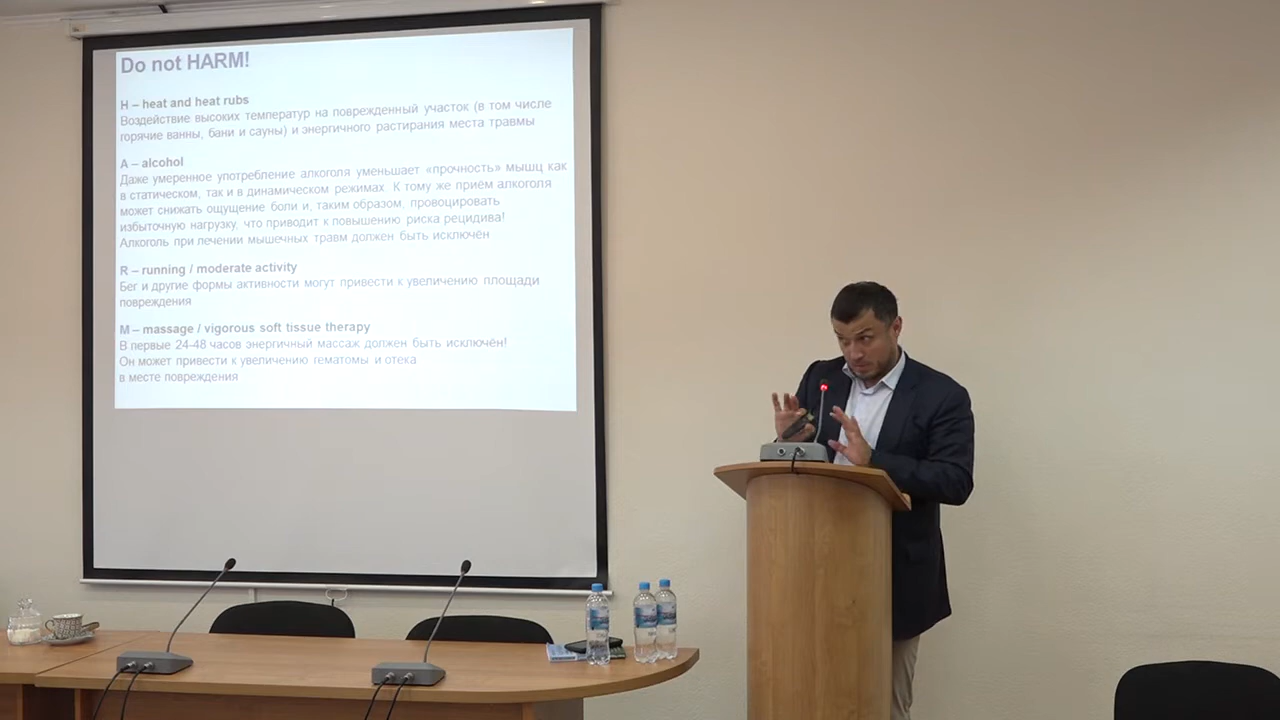 Do not HARM!
H – heat and heat rubs
Воздействие высоких температур на поврежденный участок (в том числе
горячие ванны, бани и сауны) и энергичного растирания места травмы
A – alcohol
Даже умеренное употребление алкоголя уменьшает «прочность» мышц как
в статическом, так и в динамическом режимах. К тому же приём алкоголя
может снижать ощущение боли и, таким образом, провоцировать
избыточную нагрузку, что приводит к повышению риска рецидива!
Алкоголь при лечении мышечных травм должен быть исключён
R – running / moderate activity
Бег и другие формы активности могут привести к увеличению площади
повреждения
M – massage / vigorous soft tissue therapy
В первые 24-48 часов энергичный массаж должен быть исключён!
Он может привести к увеличению гематомы и отека
в месте повреждения